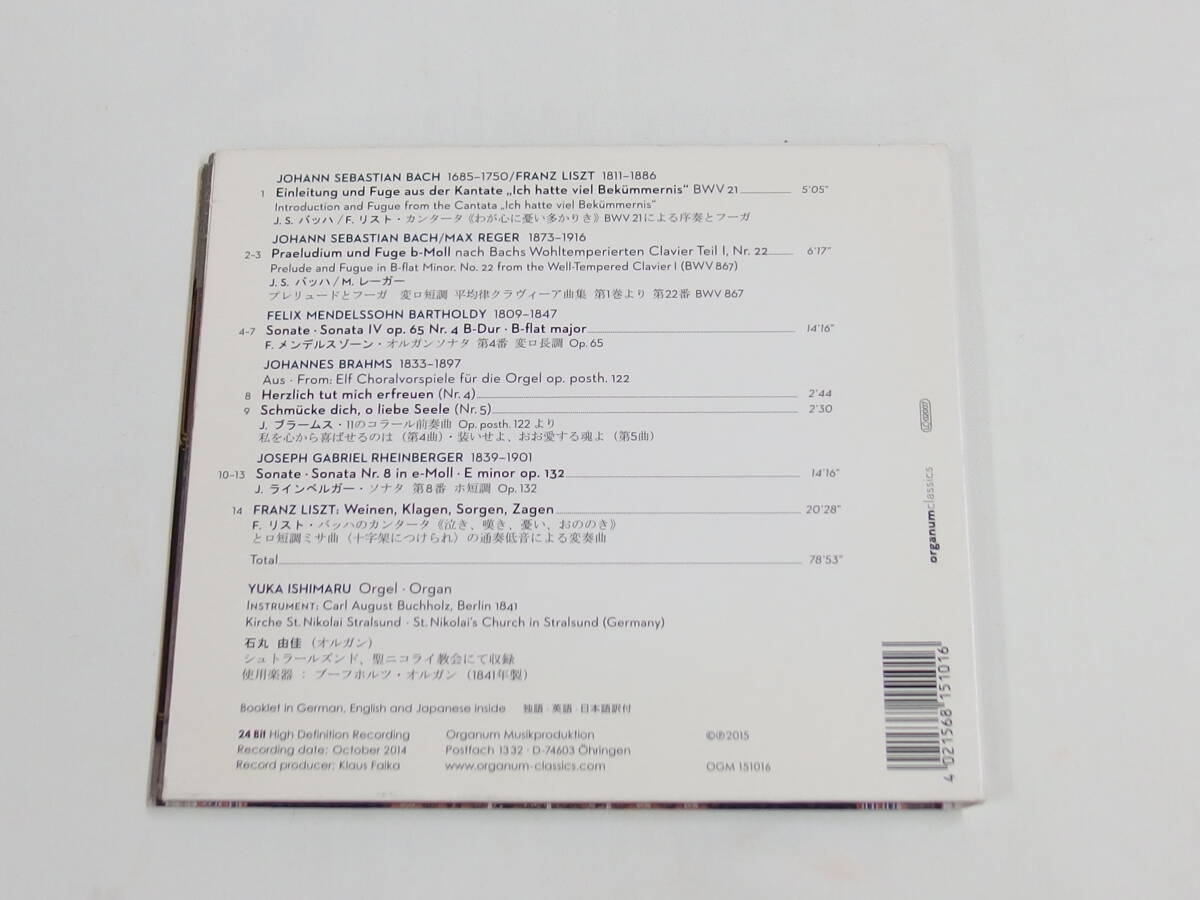 JOHANN SEBASTIAN BACH 1685–1750/FRANZ LISZT 1811–1886
1 Einleitung und Fuge aus der Kantate „Ich hatte viel Bekümmernis“ BWV 21 5'05"
Introduction and Fugue from the Cantata „Ich hatte viel Bekümmernis“
J. S. バッハ / F. リスト・カンタータ《わが心に憂い多かりき》BWV 21による序奏とフーガ
JOHANN SEBASTIAN BACH/MAX REGER 1873–1916
2–3 Praeludium und Fuge b-Moll nach Bachs Wohltemperierten Clavier Teil I, Nr. 22 6'17"
Prelude and Fugue in B-flat Minor. No. 22 from the Well-Tempered Clavier I (BWV 867)
J. S. バッハ / M. レーガー
プレリュードとフーガ 変ロ短調 平均律クラヴィーア曲集 第1巻より 第22番 BWV 867
FELIX MENDELSSOHN BARTHOLDY 1809–1847
4–7 Sonate · Sonata IV op. 65 Nr. 4 B-Dur · B-flat major 14'16"
F. メンデルスゾーン・オルガンソナタ 第4番 変ロ長調 Op. 65
JOHANNES BRAHMS 1833–1897
Aus · From: Elf Choralvorspiele für die Orgel op. posth. 122
8 Herzlich tut mich erfreuen (Nr. 4) 2'44
9 Schmücke dich, o liebe Seele (Nr. 5) 2'30
J. ブラームス・11のコラール前奏曲 Op. posth. 122 より
私を心から喜ばせるのは（第4曲）・装いせよ、おお愛する魂よ（第5曲）
JOSEPH GABRIEL RHEINBERGER 1839–1901
10–13 Sonate · Sonata Nr. 8 in e-Moll · E minor op. 132 14'16"
J. ラインベルガー・ソナタ 第8番 ホ短調 Op. 132
14 FRANZ LISZT: Weinen, Klagen, Sorgen, Zagen 20'28"
F. リスト・バッハのカンタータ《泣き、嘆き、憂い、おののき》
とロ短調ミサ曲〈十字架につけられ〉の通奏低音による変奏曲
Total 78'53"
YUKA ISHIMARU Orgel · Organ
INSTRUMENT: Carl August Buchholz, Berlin 1841
Kirche St. Nikolai Stralsund · St. Nikolai's Church in Stralsund (Germany)
石丸 由佳（オルガン）
シュトラールズンド、聖ニコライ教会にて収録
使用楽器 : ブーフホルツ・オルガン（1841年製）
Booklet in German, English and Japanese inside 独語・英語・日本語訳付
24 Bit High Definition Recording
Recording date: October 2014
Record producer: Klaus Faika
Organum Musikproduktion
Postfach 13 32 · D-74603 Öhringen
www.organum-classics.com
©℗2015
OGM 151016
organumclassics
LC 02007
4 021568 151016